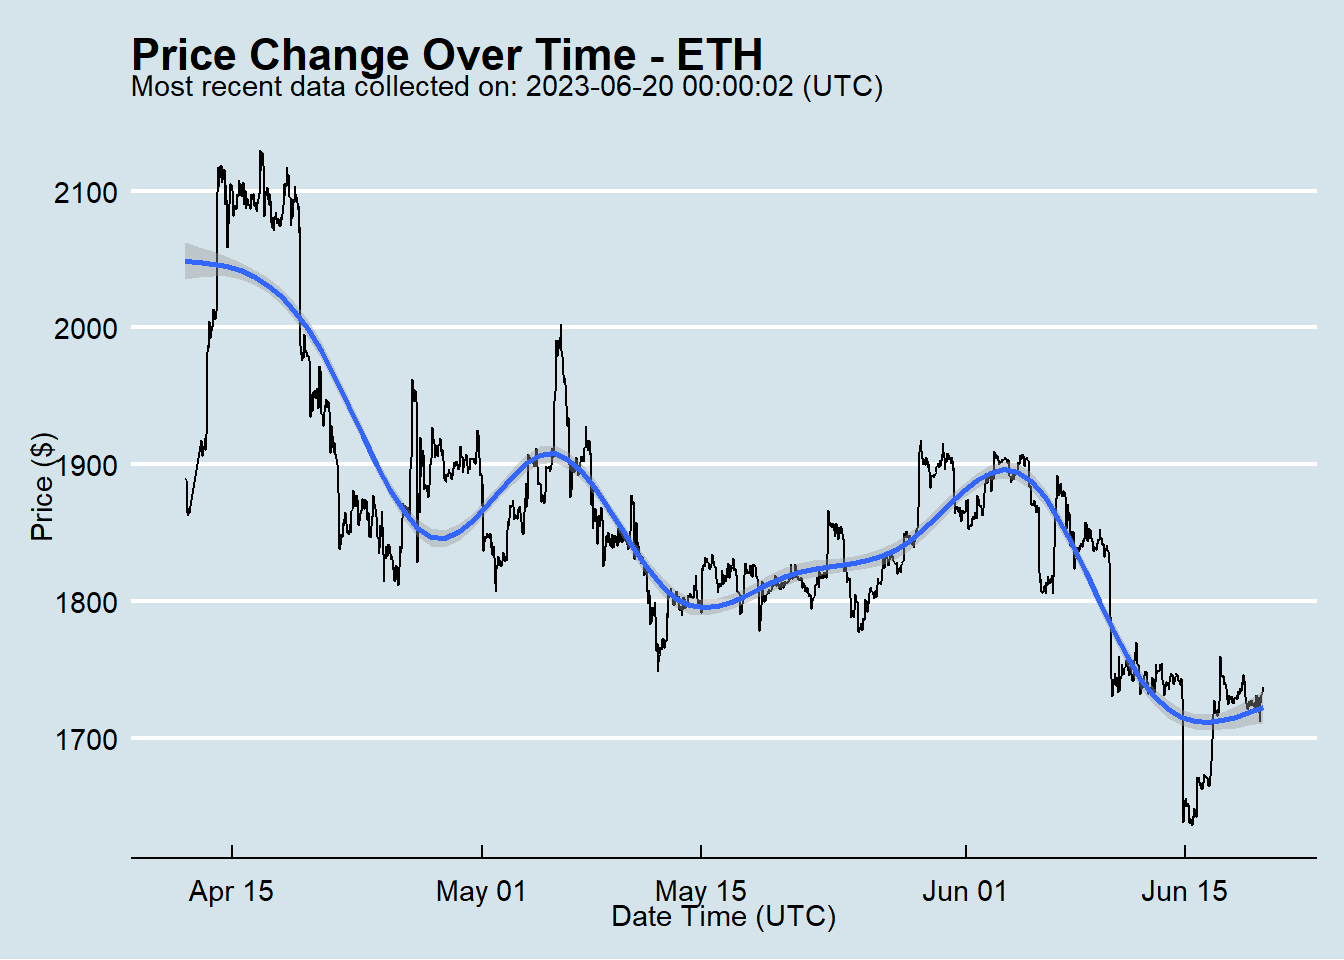 Price Change Over Time - ETH
Most recent data collected on: 2023-06-20 00:00:02 (UTC)
Price ($)
2100
2000
1900
1800
1700
Apr 15
May 01
May 15
Jun 01
Jun 15
Date Time (UTC)